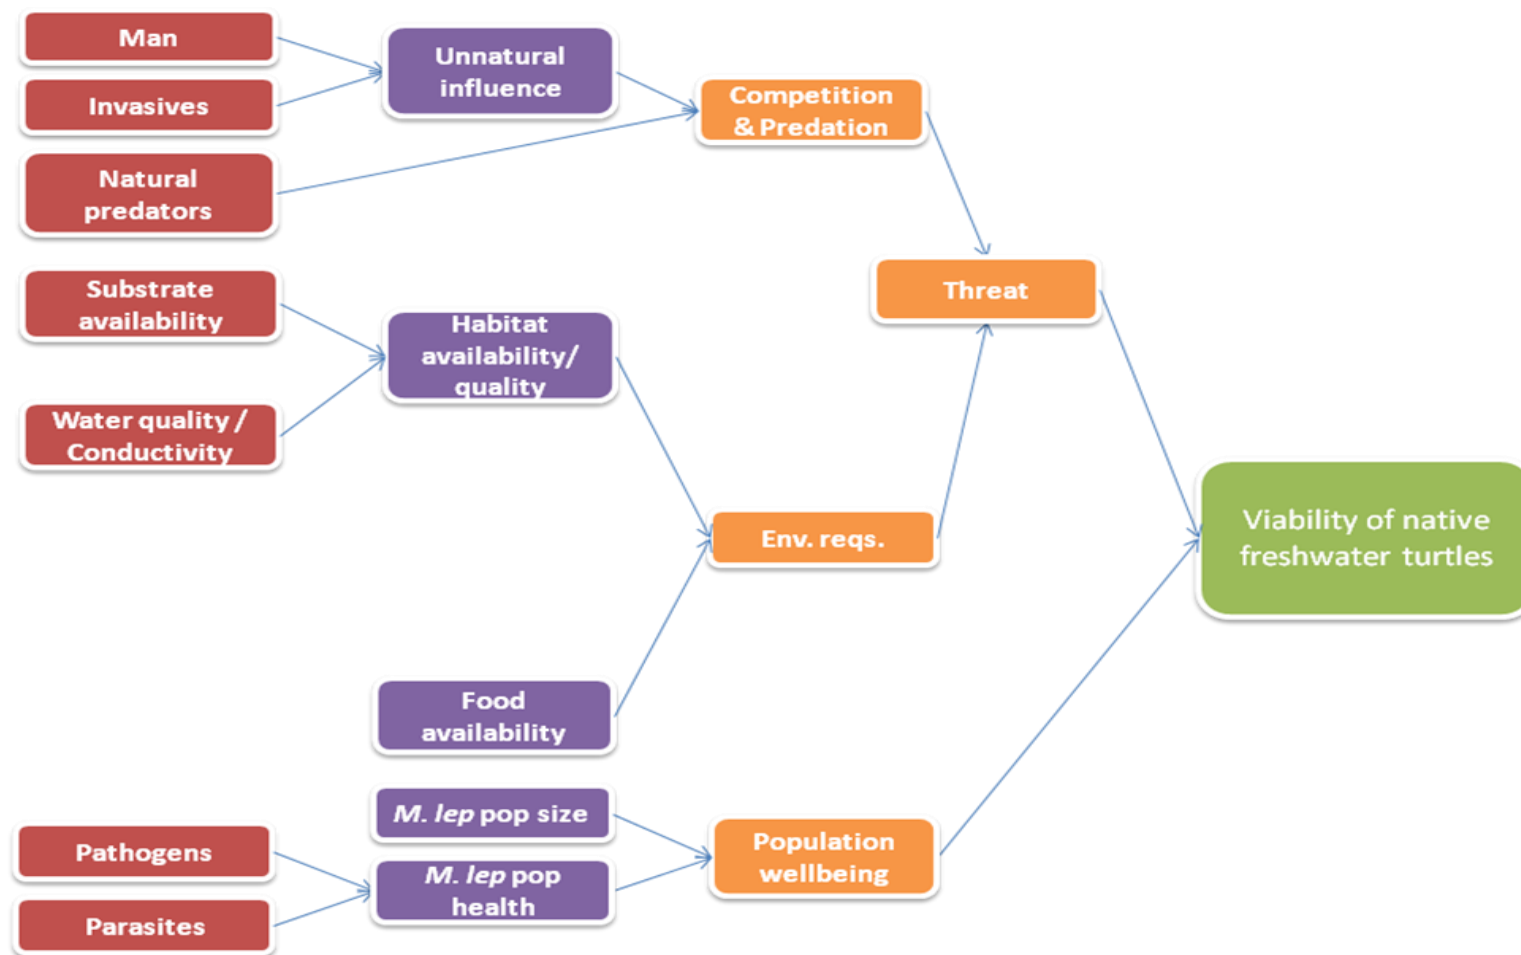 Man
Invasives
Natural
predators
Substrate
availability
Water quality /
Conductivity
Pathogens
Parasites
Unnatural
influence
Habitat
availability/
quality
Food
availability
M. lep pop size
M. lep pop
health
Competition
& Predation
Threat
Env. reqs.
Population
wellbeing
Viability of native
freshwater turtles